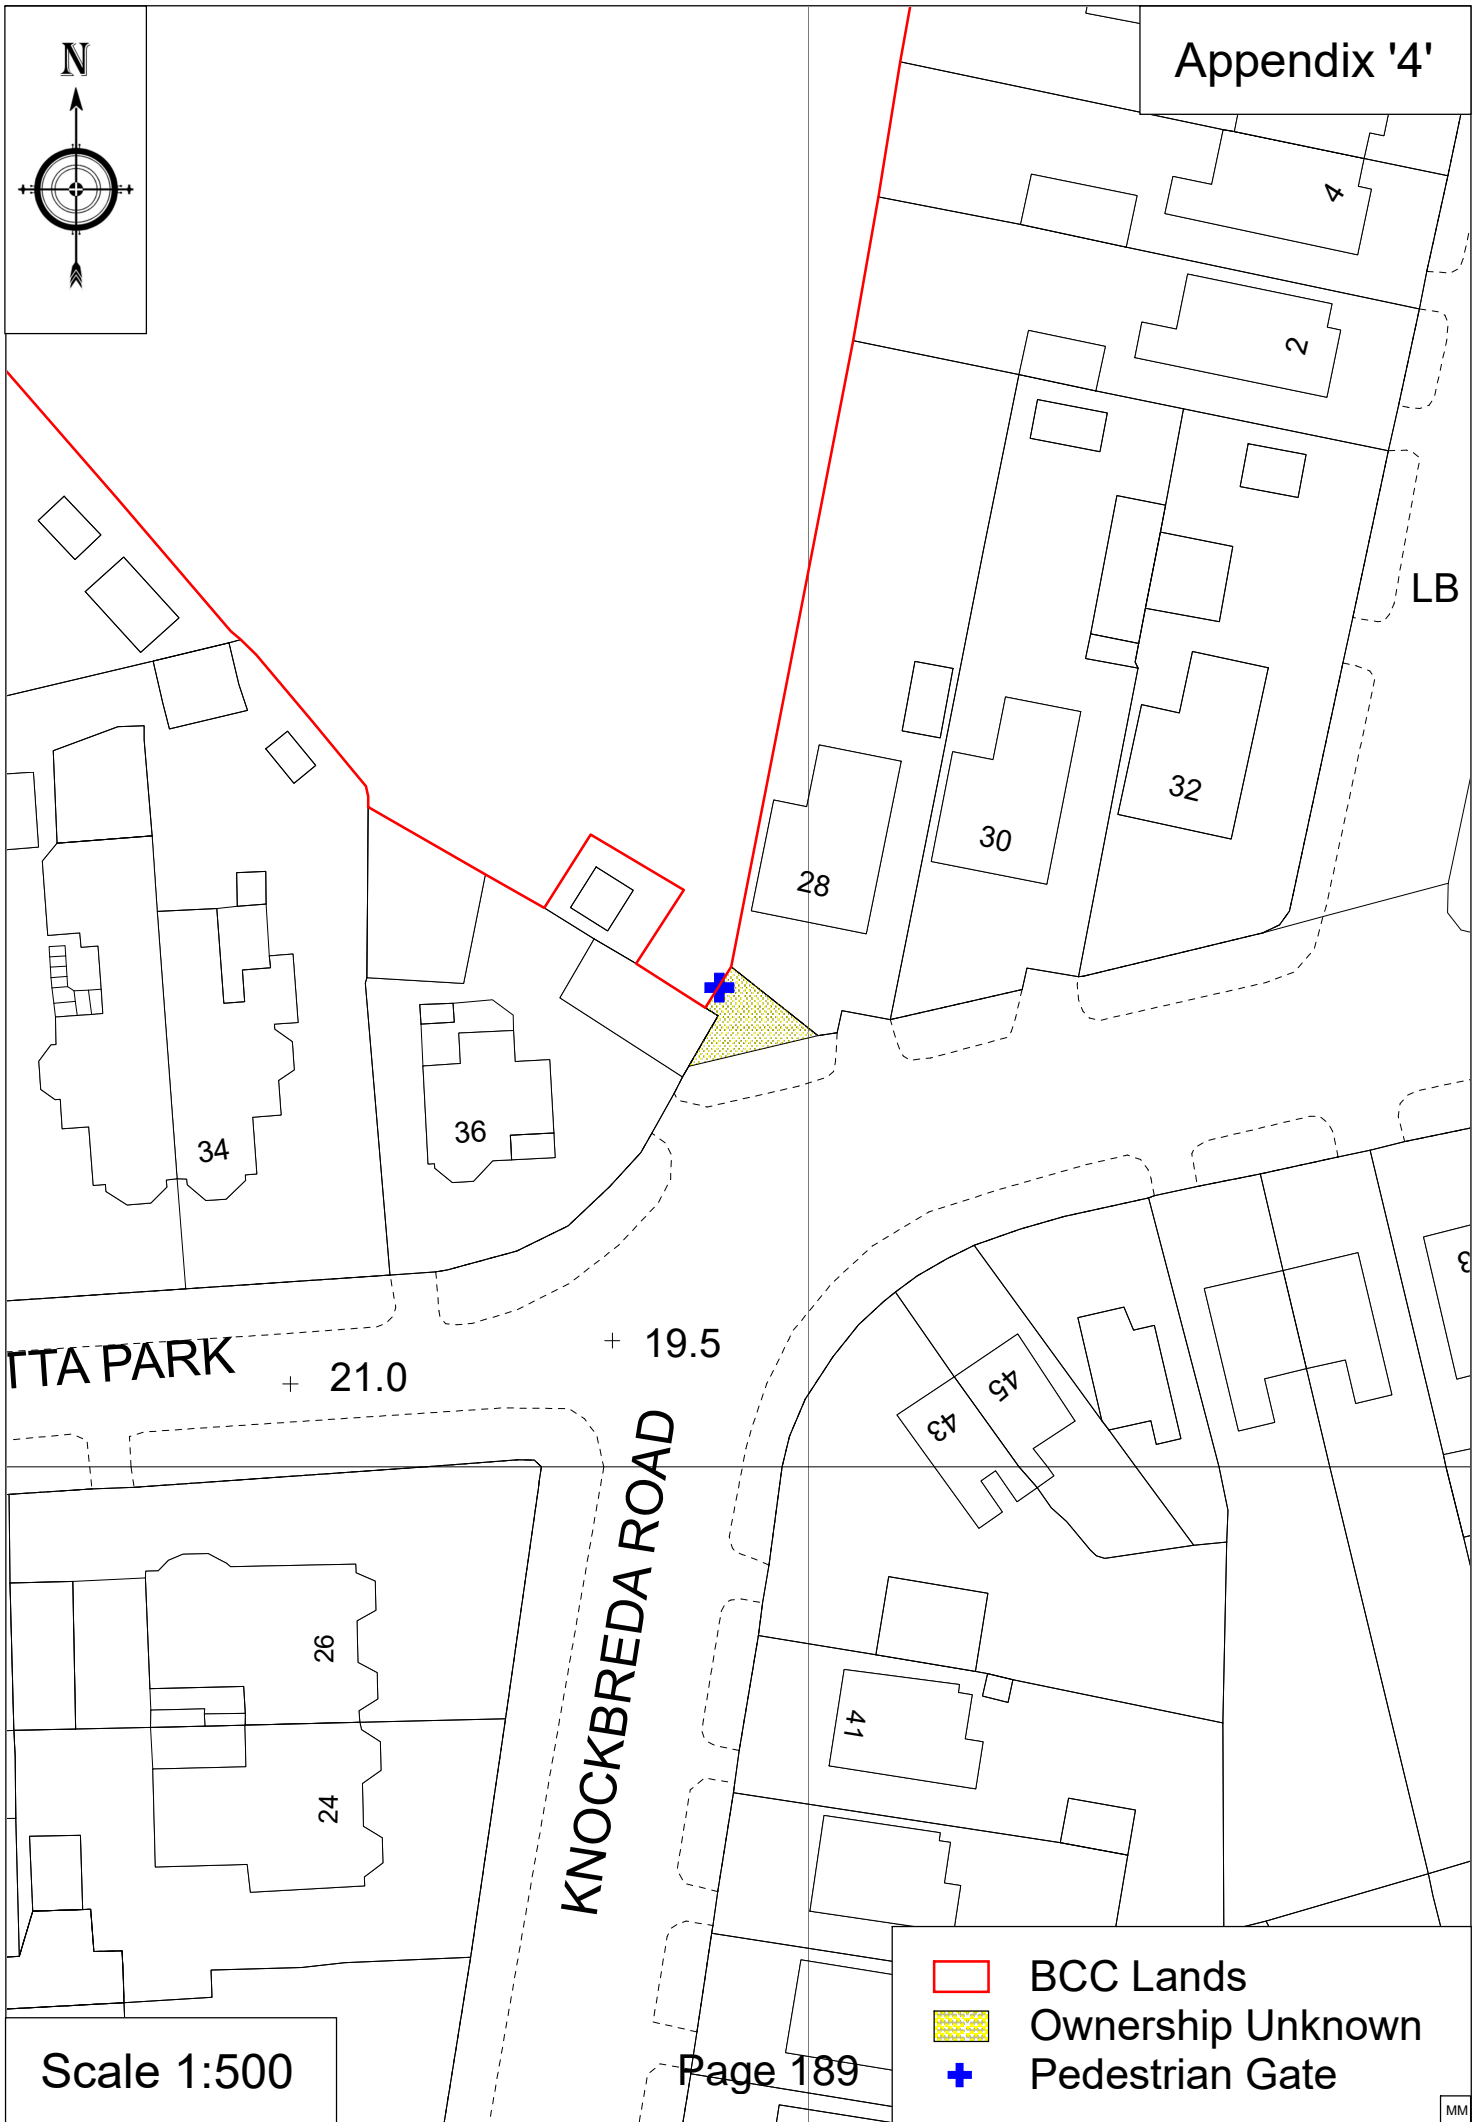 N
Appendix '4'
4
2
LB
32
30
28
36
34
19.5
21.0
TTA PARK
45
43
KNOCKBREDA ROAD
26
41
24
BCC Lands
Ownership Unknown
Pedestrian Gate
Scale 1:500
Page 189
MM